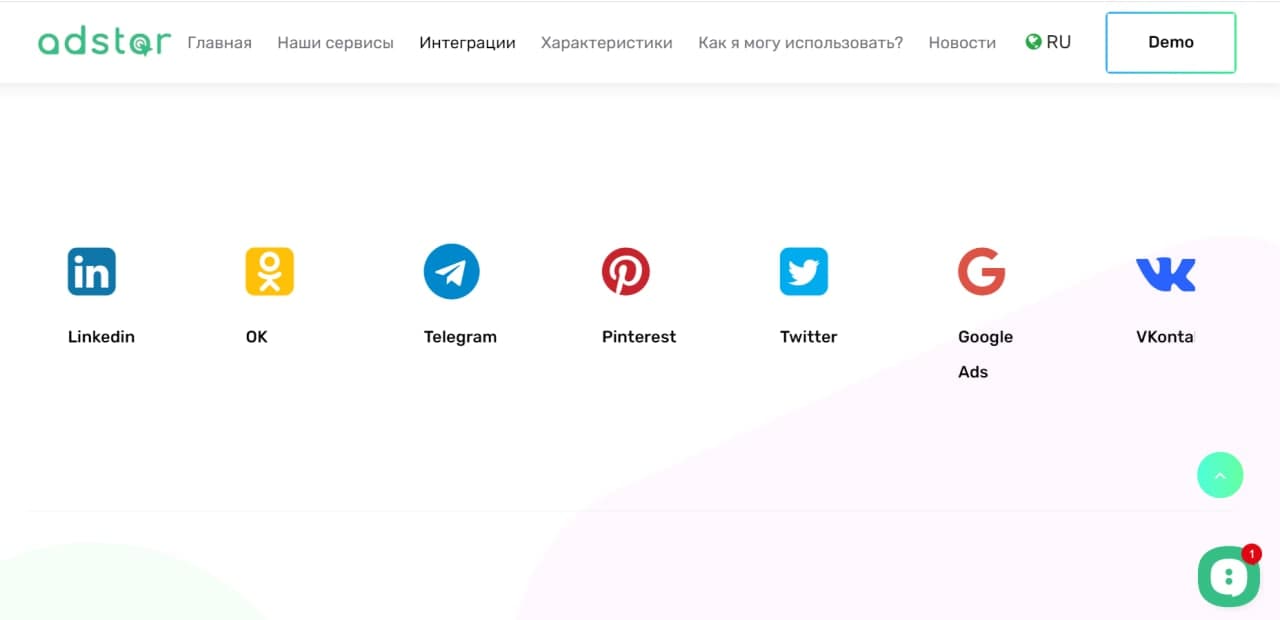 adstar Главная Наши сервисы Интеграции Характеристики Как я могу использовать? Новости RU Demo
in
Linkedin OK Telegram Pinterest Twitter Google VKonta
Ads
1